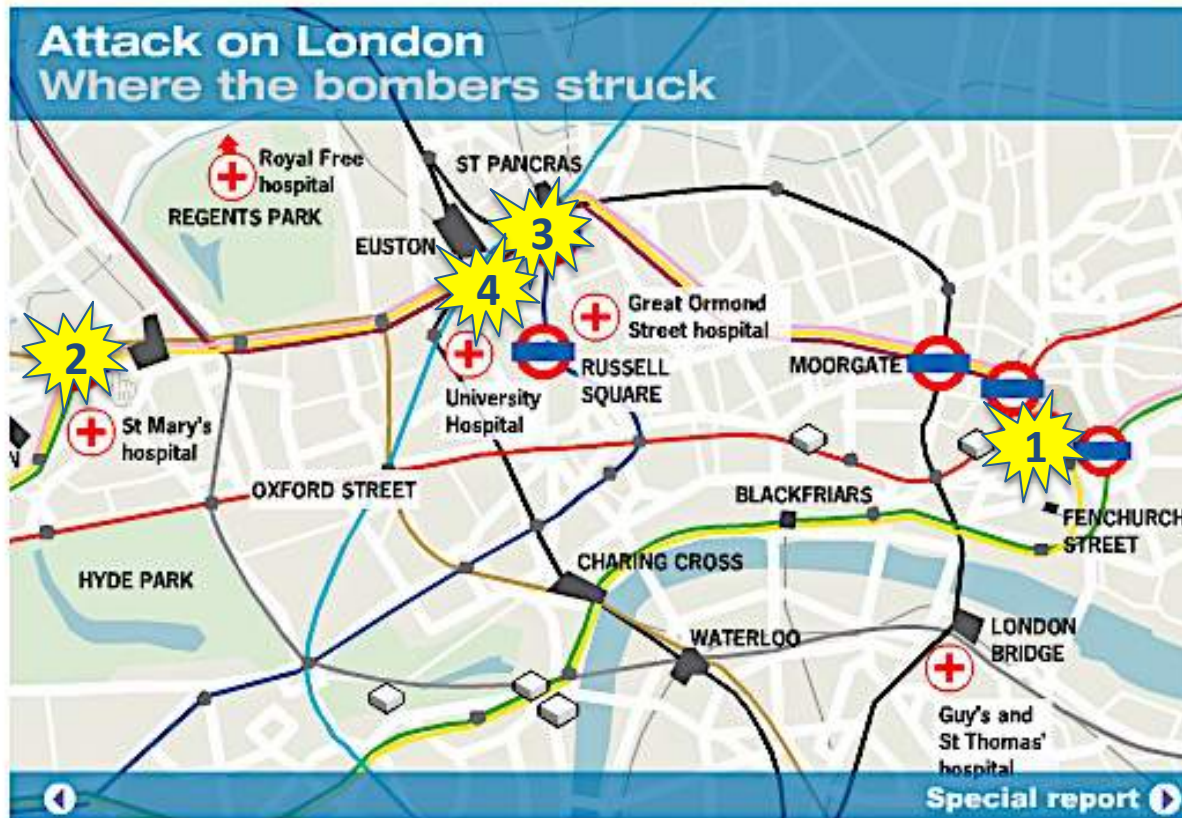 Attack on London
Where the bombers struck
Royal Free
hospital
REGENTS PARK
ST PANCRAS
EUSTON
3
4
2
1
Great Ormond
Street hospital
RUSSELL
SQUARE
MOORGATE
University
Hospital
St Mary's
hospital
N
OXFORD STREET
BLACKFRIARS
FENCHURCH
STREET
HYDE PARK
CHARING CROSS
WATERLOO
LONDON
BRIDGE
Guy's and
St Thomas'
hospital
Special report